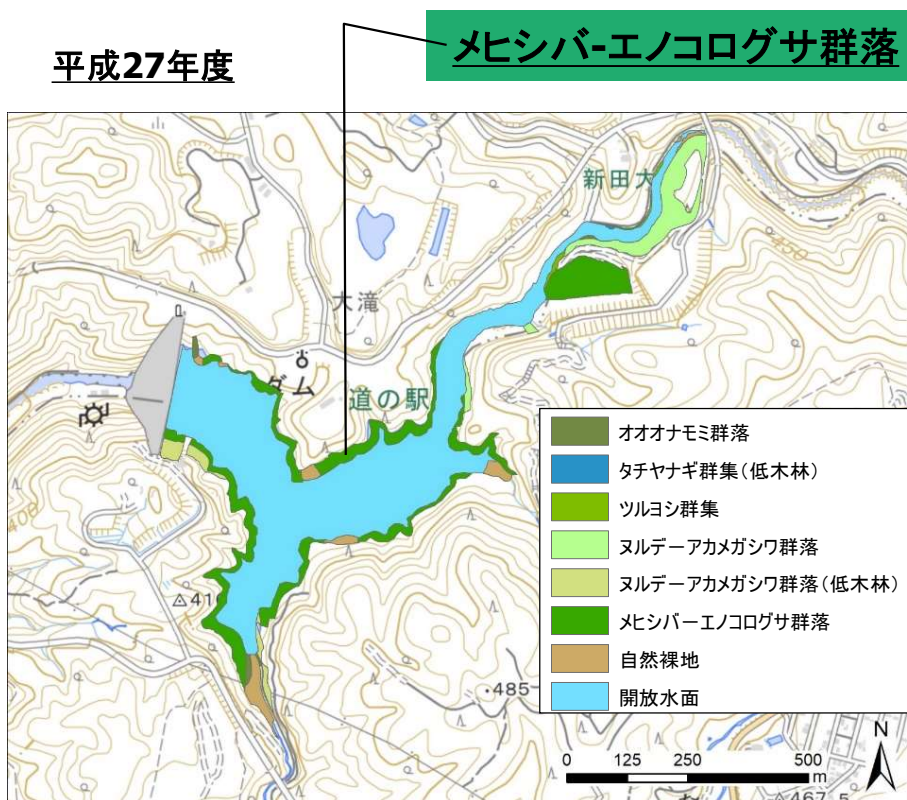 メヒシバ-エノコログサ群落
平成27年度
新田大
450
大滝
ダム
道の駅
400
オオオナモミ群落
タチヤナギ群集(低木林)
ツルヨシ群集
ヌルデーアカメガシワ群落
ヌルデーアカメガシワ群落(低木林)
メヒシバーエノコログサ群落
自然裸地
開放水面
△41
・485
N
0 125 250 500
m
△467.5